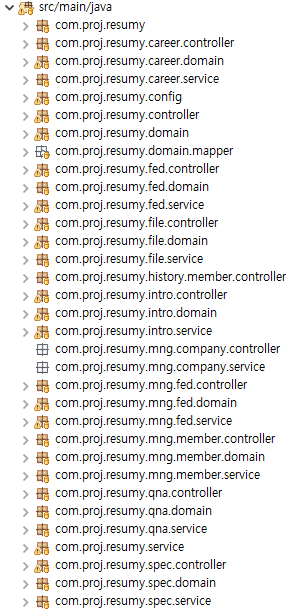 src/main/java
com.proj.resumy
com.proj.resumy.career.controller
com.proj.resumy.career.domain
com.proj.resumy.career.service
com.proj.resumy.config
com.proj.resumy.controller
com.proj.resumy.domain
com.proj.resumy.domain.mapper
com.proj.resumy.fed.controller
com.proj.resumy.fed.domain
com.proj.resumy.fed.service
com.proj.resumy.file.controller
com.proj.resumy.file.domain
com.proj.resumy.file.service
com.proj.resumy.history.member.controller
com.proj.resumy.intro.controller
com.proj.resumy.intro.domain
com.proj.resumy.intro.service
com.proj.resumy.mng.company.controller
com.proj.resumy.mng.company.service
com.proj.resumy.mng.fed.controller
com.proj.resumy.mng.fed.domain
com.proj.resumy.mng.fed.service
com.proj.resumy.mng.member.controller
com.proj.resumy.mng.member.domain
com.proj.resumy.mng.member.service
com.proj.resumy.qna.controller
com.proj.resumy.qna.domain
com.proj.resumy.qna.service
com.proj.resumy.service
com.proj.resumy.spec.controller
com.proj.resumy.spec.domain
com.proj.resumy.spec.service